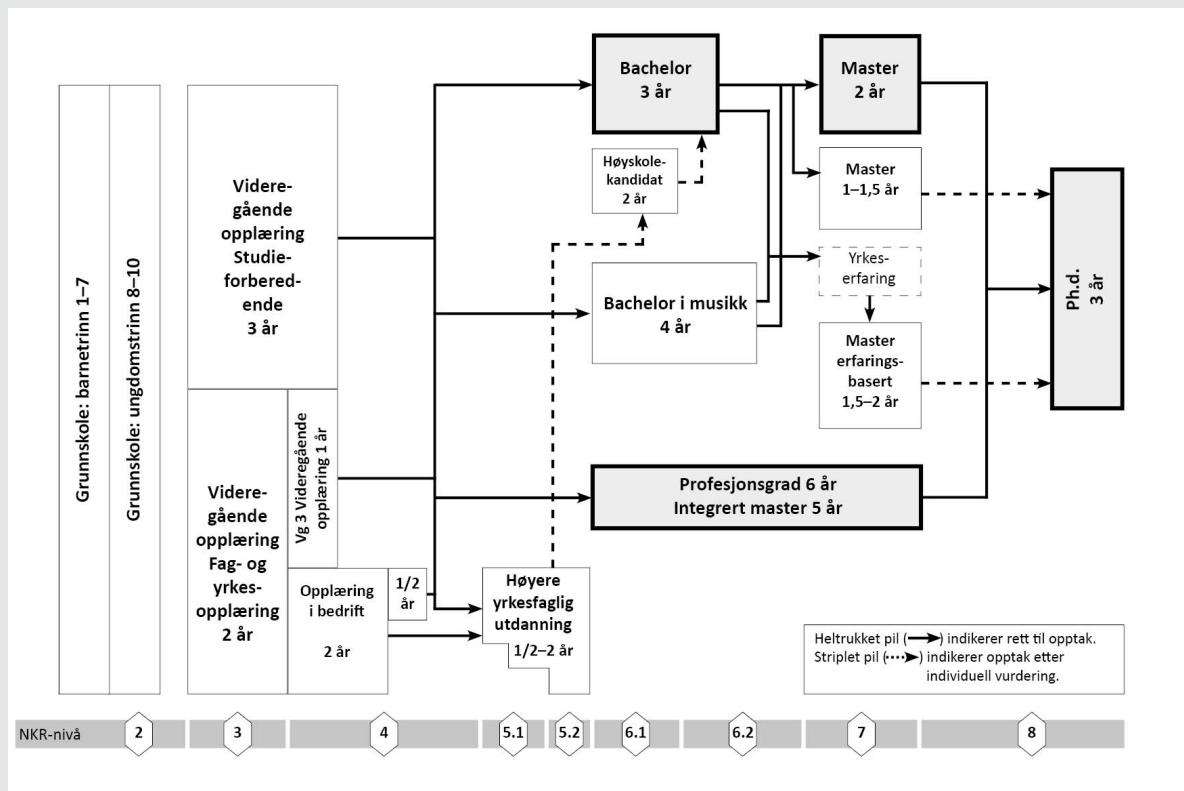 Grunnskole: barnetrinn 1–7
Grunnskole: ungdomstrinn 8–10
Videre-
gående
opplæring
Studie-
forbered-
ende
3 år
Videre-
gående
opplæring
Fag- og
yrkes-
opplæring
2 år
Vg 3 Videregående
opplæring 1 år
Opplæring
i bedrift
2 år
1/2
år
Høyere
yrkesfaglig
utdanning
1/2–2 år
Bachelor
3 år
Høyskole-
kandidat
2 år
Bachelor i musikk
4 år
Profesjonsgrad 6 år
Integrert master 5 år
Master
2 år
Master
1–1,5 år
Yrkes-
erfaring
Master
erfarings-
basert
1,5–2 år
Ph.d.
3 år
Heltrukket pil ( ) indikerer rett til opptak.
Striplet pil ( ) indikerer opptak etter
individuell vurdering.
NKR-nivå 2 3 4 5.1 5.2 6.1 6.2 7 8